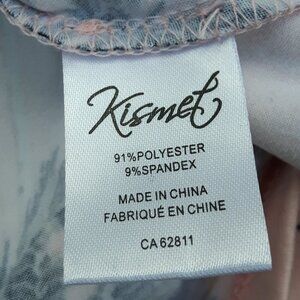 Kismet
91%POLYESTER
9%SPANDEX
MADE IN CHINA
FABRIQUÉ EN CHINE
CA 62811